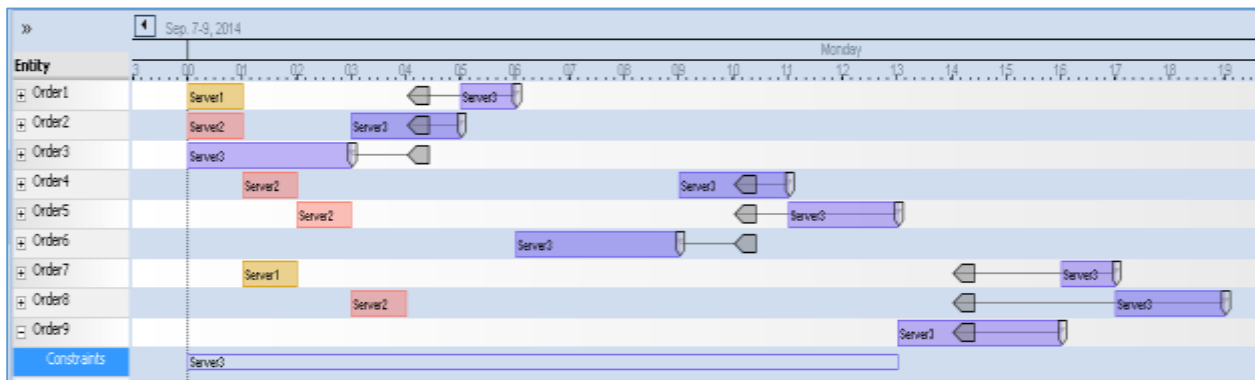 » Sep. 7-9, 2014
Monday
Entity
3 00 01 02 03 04 05 06 07 08 09 10 11 12 13 14 15 16 17 18 19
Order1 Server1 Server3
Order2 Server2 Server3
Order3 Server3
Order4 Server2 Server3
Order5 Server2 Server3
Order6 Server3
Order7 Server1 Server3
Order8 Server2 Server3
Order9 Server3
Constraints Server3